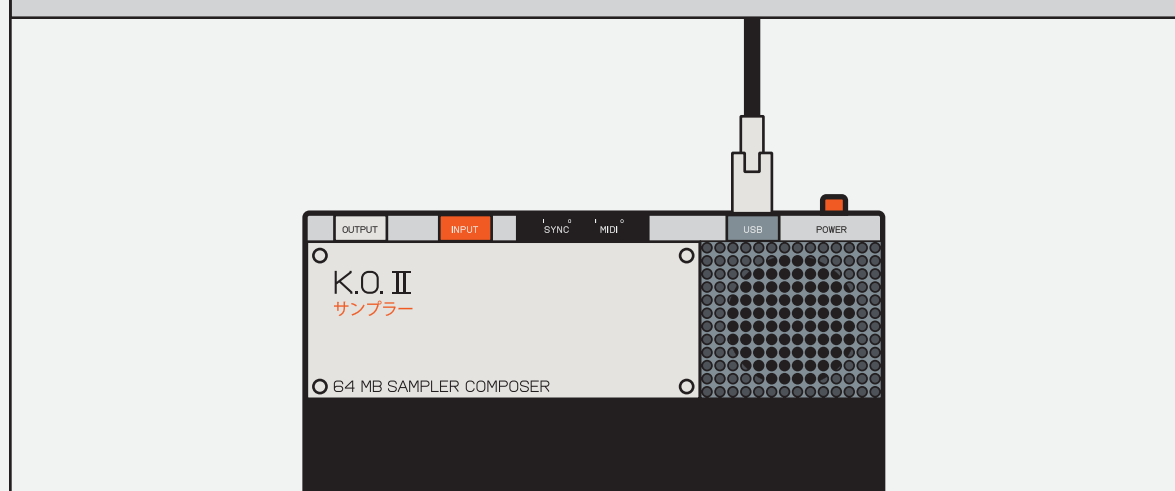 OUTPUT INPUT SYNC MIDI USB POWER
K.O. II
サンプラー
64 MB SAMPLER COMPOSER